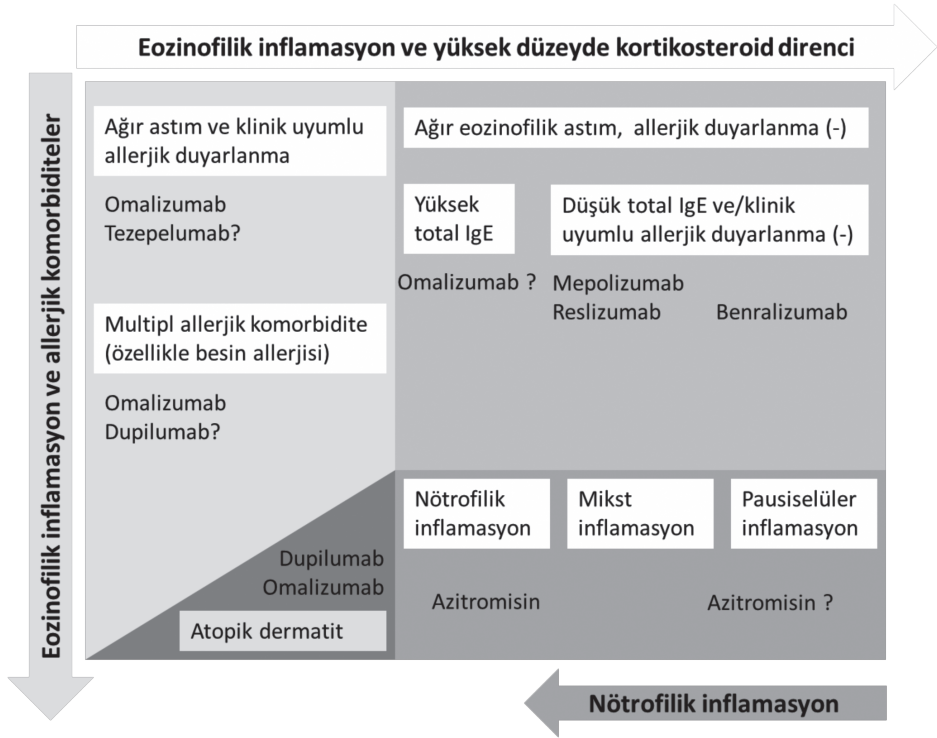 Eozinofilik inflamasyon ve yüksek düzeyde kortikosteroid direnci
Eozinofilik inflamasyon ve allerjik komorbiditeler
Ağır astım ve klinik uyumlu
allerjik duyarlanma
Omalizumab
Tezepelumab?
Multipl allerjik komorbidite
(özellikle besin allerjisi)
Omalizumab
Dupilumab?
Dupilumab
Omalizumab
Atopik dermatit
Ağır eozinofilik astım, allerjik duyarlanma (-)
Yüksek
total IgE
Omalizumab ?
Düşük total IgE ve/klinik
uyumlu allerjik duyarlanma (-)
Mepolizumab
Reslizumab
Benralizumab
Nötrofilik
inflamasyon
Mikst
inflamasyon
Pausiselüler
inflamasyon
Azitromisin
Azitromisin ?
Nötrofilik inflamasyon